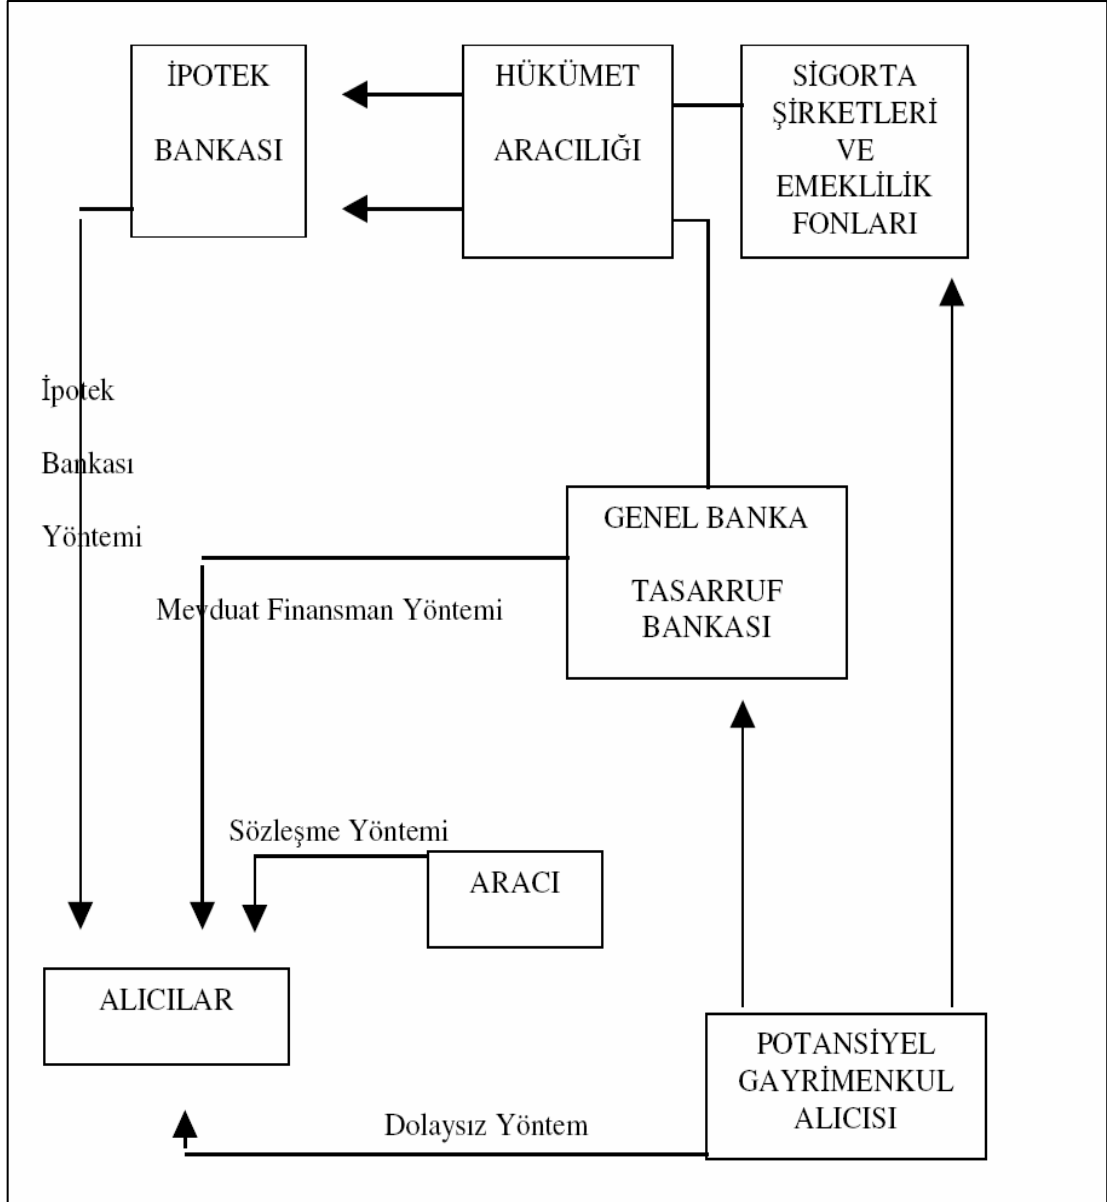 İPOTEK
BANKASI
HÜKÜMET
ARACILIĞI
SİGORTA
ŞİRKETLERİ
VE
EMEKLİLİK
FONLARI
İpotek
Bankası
Yöntemi
GENEL BANKA
TASARRUF
BANKASI
Mevduat Finansman Yöntemi
Sözleşme Yöntemi
ARACI
ALICILAR
POTANSİYEL
GAYRİMENKUL
ALICISI
Dolaysız Yöntem